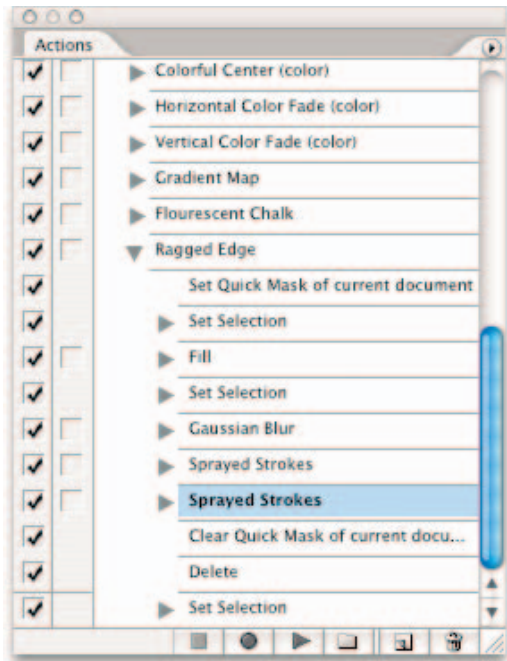 Actions
Colorful Center (color)
Horizontal Color Fade (color)
Vertical Color Fade (color)
Gradient Map
Flourescent Chalk
Ragged Edge
Set Quick Mask of current document
Set Selection
Fill
Set Selection
Gaussian Blur
Sprayed Strokes
Sprayed Strokes
Clear Quick Mask of current docu...
Delete
Set Selection